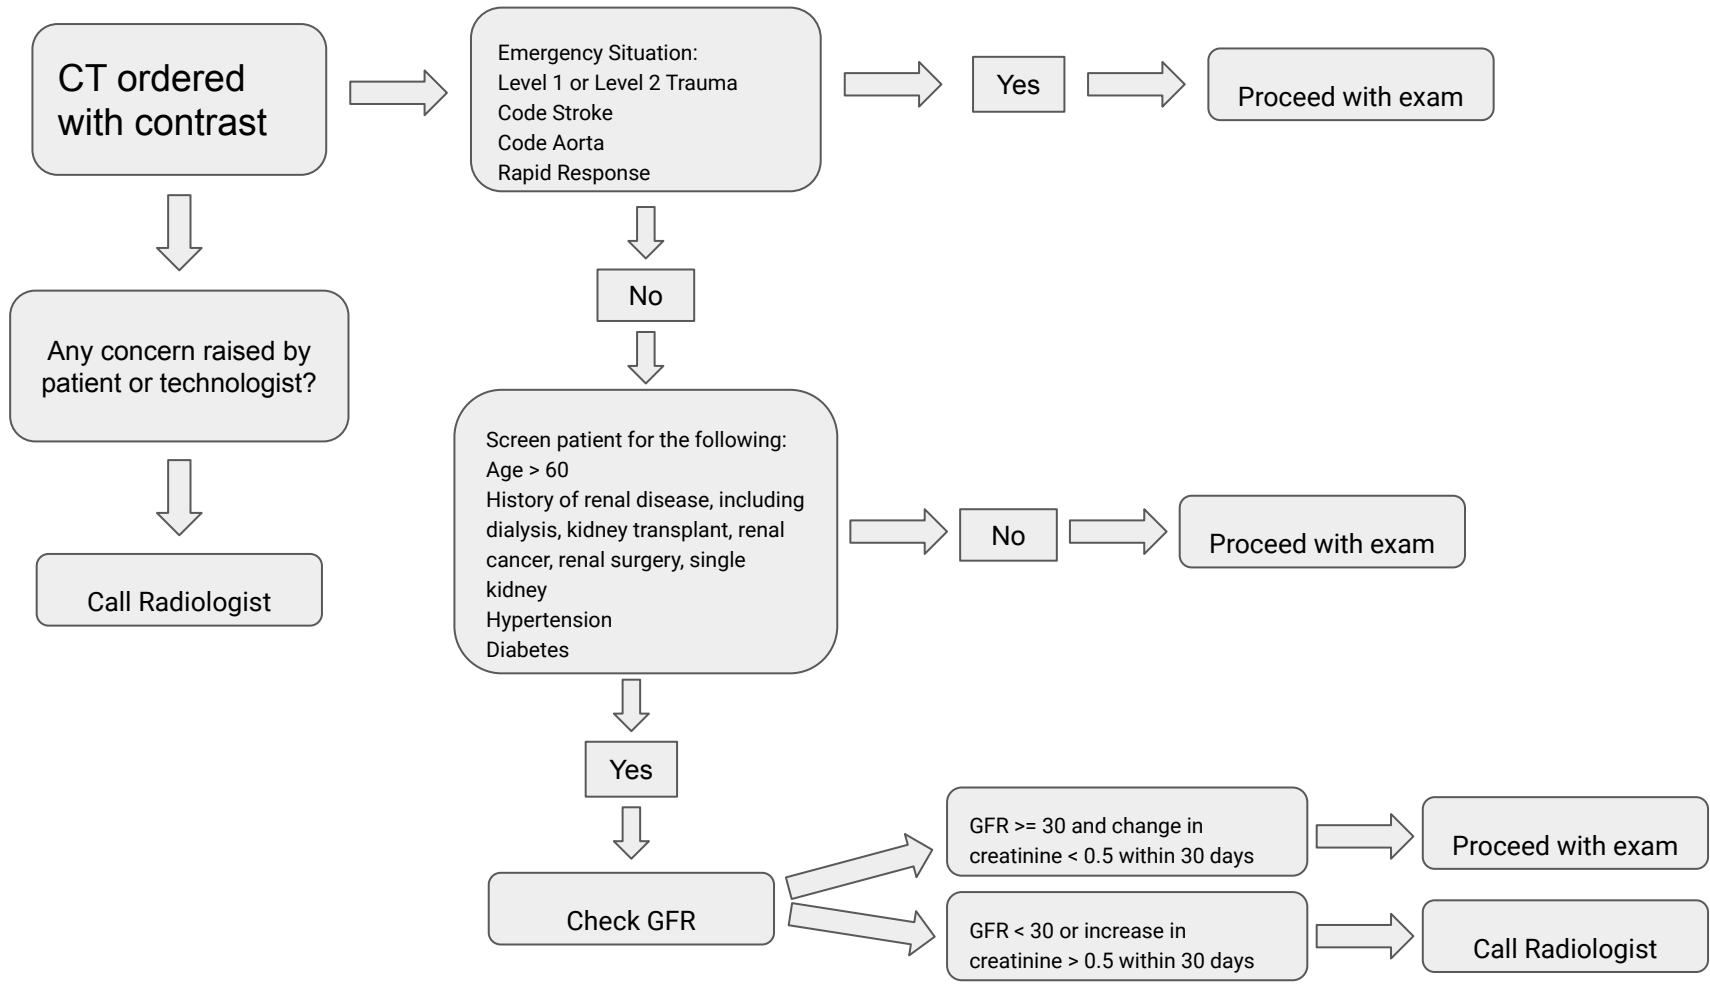 CT ordered
with contrast
Emergency Situation:
Level 1 or Level 2 Trauma
Code Stroke
Code Aorta
Rapid Response
Yes
Proceed with exam
No
Any concern raised by
patient or technologist?
Call Radiologist
Screen patient for the following:
Age > 60
History of renal disease, including
dialysis, kidney transplant, renal
cancer, renal surgery, single
kidney
Hypertension
Diabetes
No
Proceed with exam
Yes
Check GFR
GFR >= 30 and change in
creatinine < 0.5 within 30 days
Proceed with exam
GFR < 30 or increase in
creatinine > 0.5 within 30 days
Call Radiologist